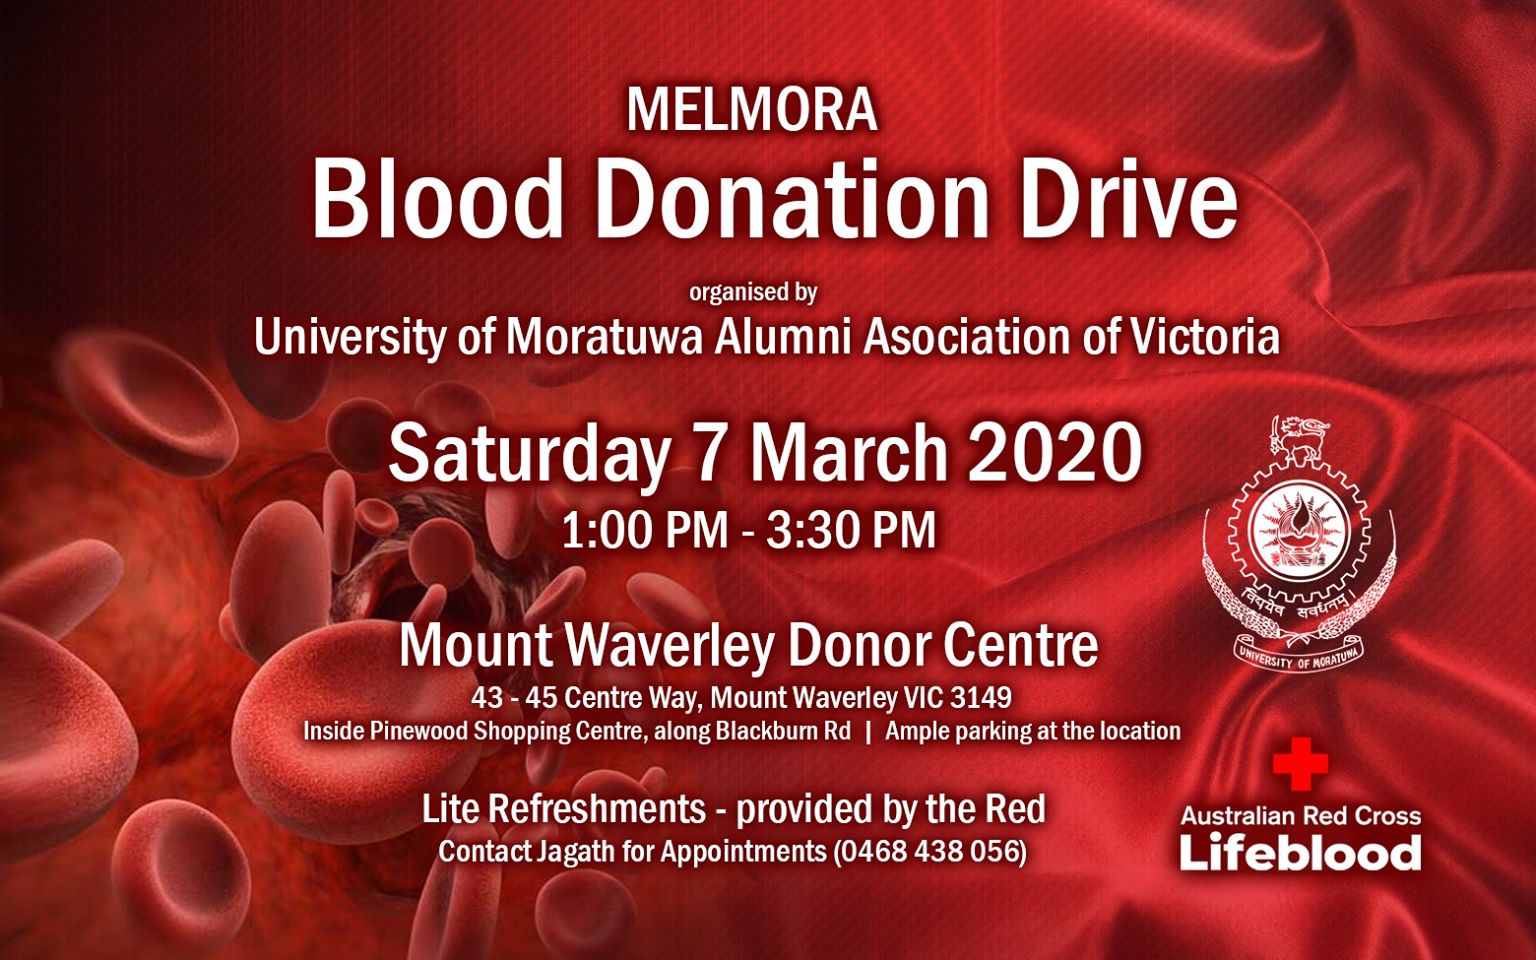 MELMORA
Blood Donation Drive
organised by
University of Moratuwa Alumni Asociation of Victoria
Saturday 7 March 2020
1:00 PM - 3:30 PM
Mount Waverley Donor Centre
43 - 45 Centre Way, Mount Waverley VIC 3149
Inside Pinewood Shopping Centre, along Blackburn Rd | Ample parking at the location
Lite Refreshments - provided by the Red
Contact Jagath for Appointments (0468 438 056)
विद्ययैव सर्वधनम्।
UNIVERSITY OF MORATUWA
Australian Red Cross
Lifeblood